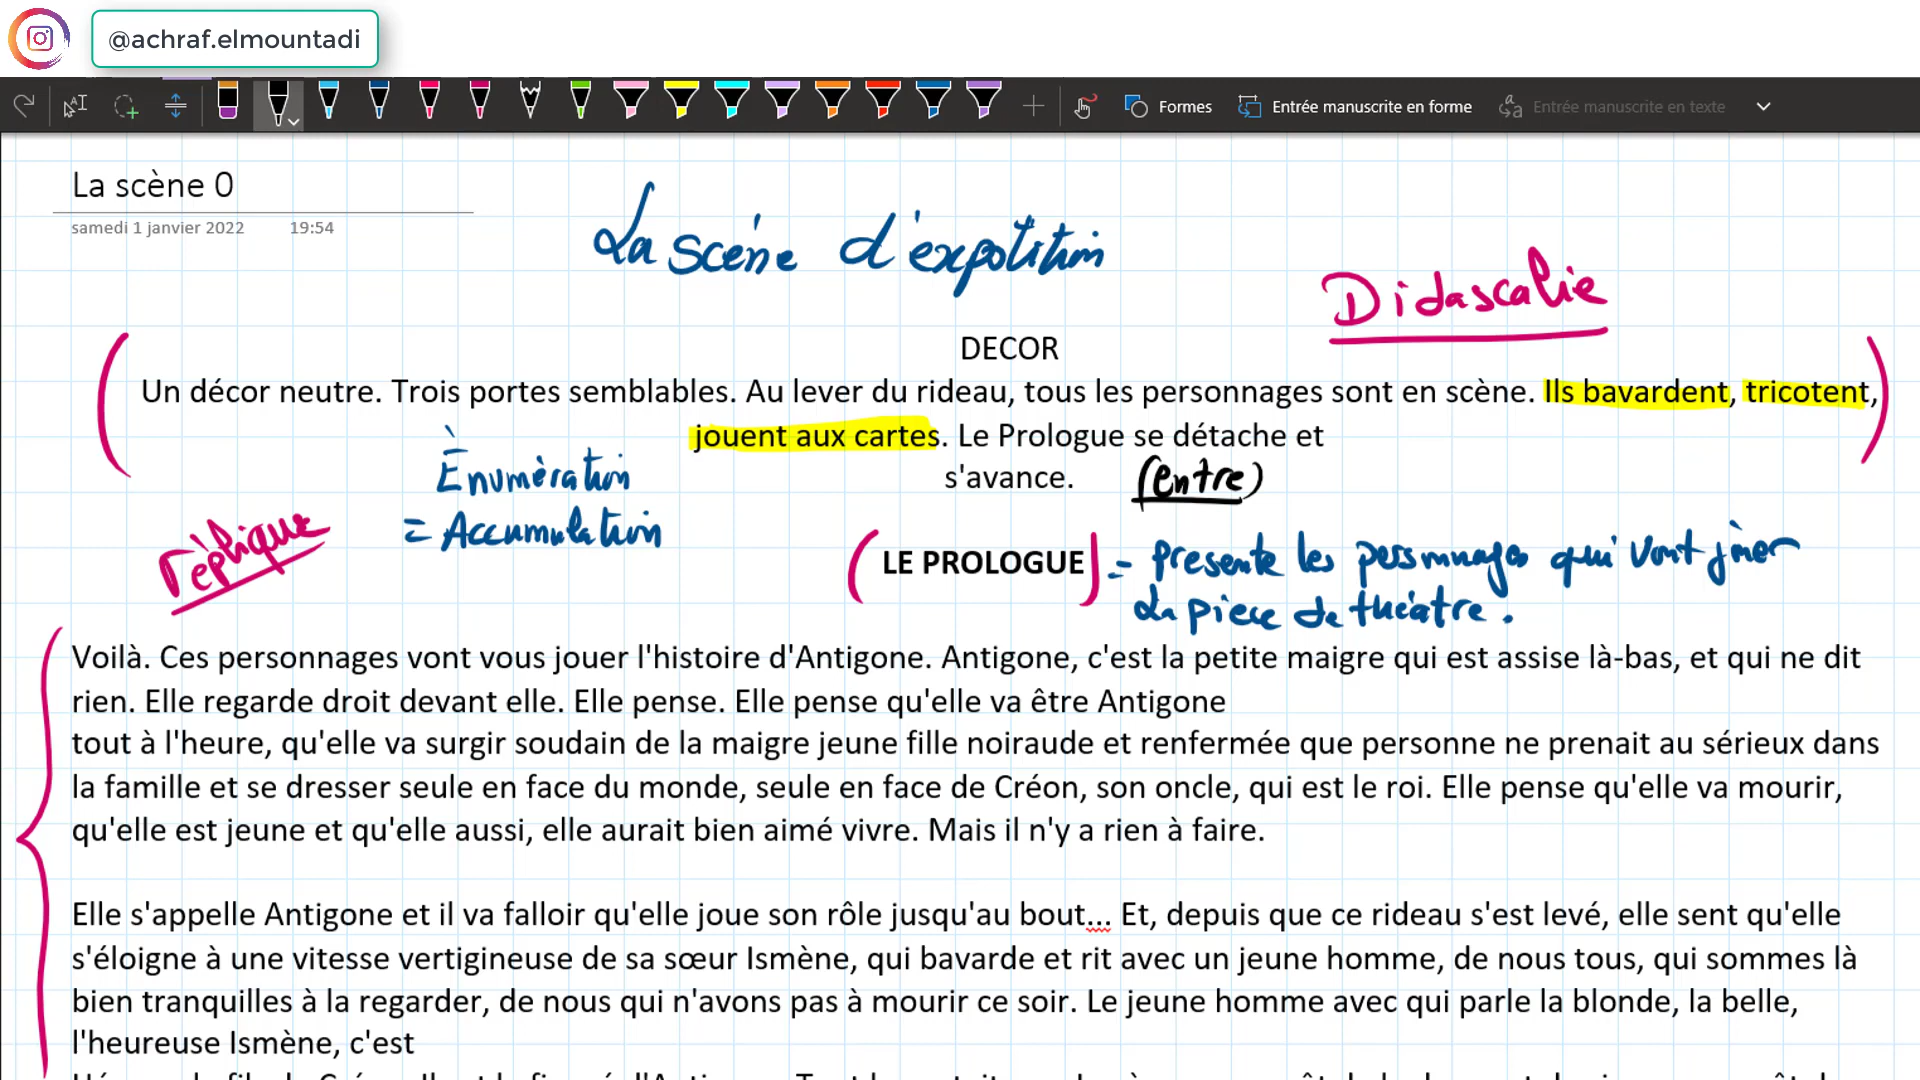 @achraf.elmountadi
Formes
Entrée manuscrite en forme
Entrée manuscrite en texte
La scène 0
samedi 1 janvier 2022 19:54
La scène d'expotition
Didascalie
DECOR
Un décor neutre. Trois portes semblables. Au lever du rideau, tous les personnages sont en scène. Ils bavardent, tricotent,
jouent aux cartes. Le Prologue se détache et
s'avance. (Entre)
Énumération
= Accumulation
réplique
LE PROLOGUE = presente les personnages qui vont jouer
La piece de théatre.
Voilà. Ces personnages vont vous jouer l'histoire d'Antigone. Antigone, c'est la petite maigre qui est assise là-bas, et qui ne dit
rien. Elle regarde droit devant elle. Elle pense. Elle pense qu'elle va être Antigone
tout à l'heure, qu'elle va surgir soudain de la maigre jeune fille noiraude et renfermée que personne ne prenait au sérieux dans
la famille et se dresser seule en face du monde, seule en face de Créon, son oncle, qui est le roi. Elle pense qu'elle va mourir,
qu'elle est jeune et qu'elle aussi, elle aurait bien aimé vivre. Mais il n'y a rien à faire.
Elle s'appelle Antigone et il va falloir qu'elle joue son rôle jusqu'au bout... Et, depuis que ce rideau s'est levé, elle sent qu'elle
s'éloigne à une vitesse vertigineuse de sa sœur Ismène, qui bavarde et rit avec un jeune homme, de nous tous, qui sommes là
bien tranquilles à la regarder, de nous qui n'avons pas à mourir ce soir. Le jeune homme avec qui parle la blonde, la belle,
l'heureuse Ismène, c'est